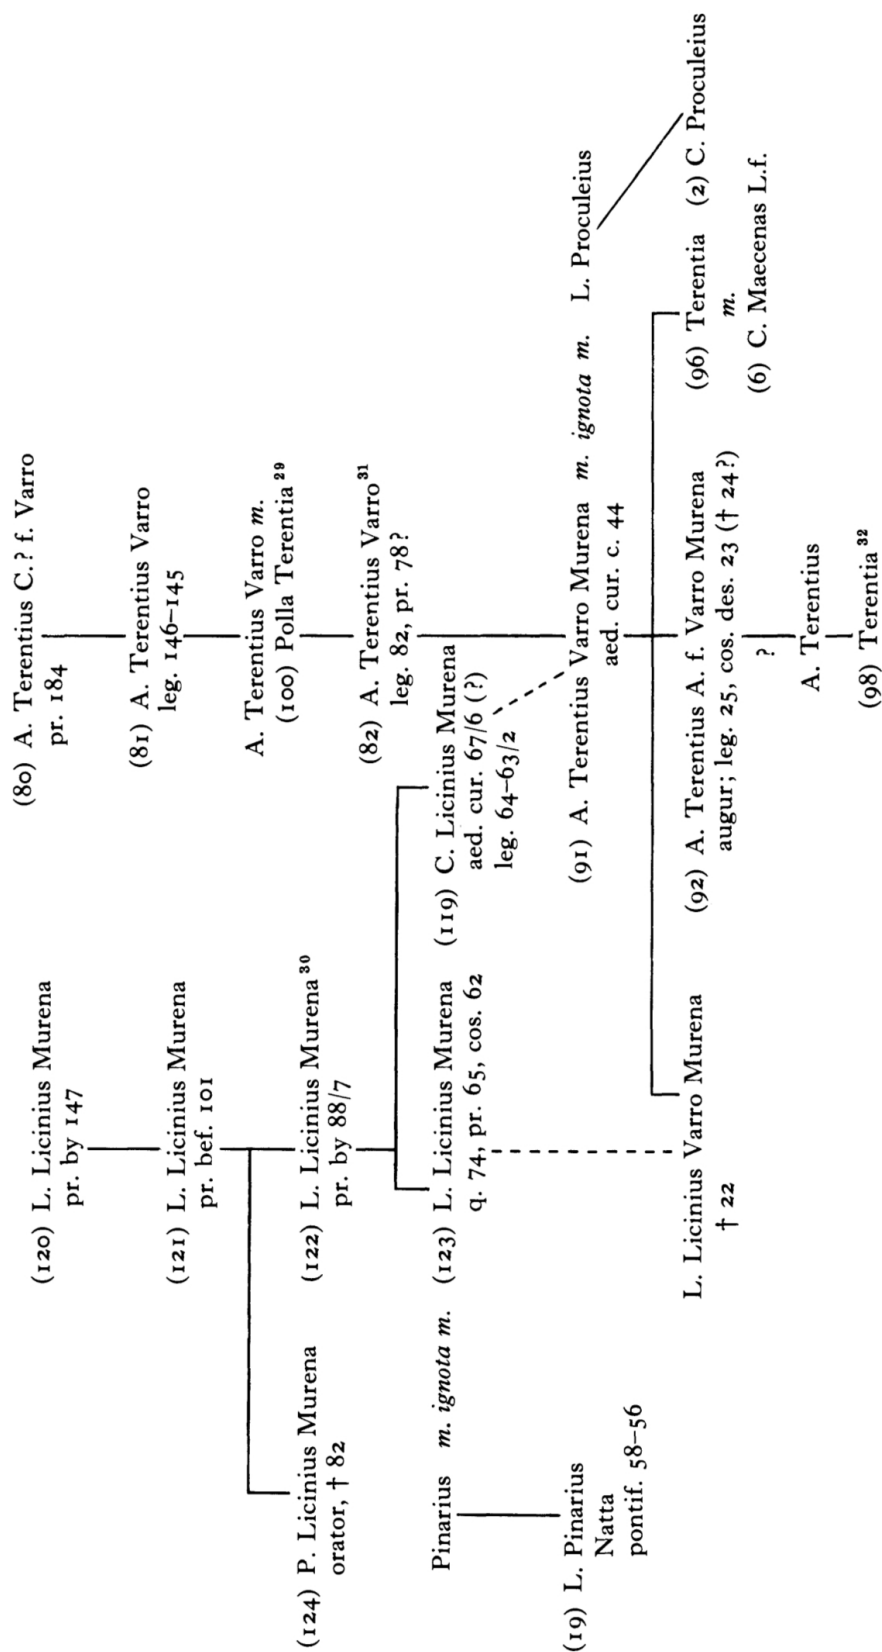 (120) L. Licinius Murena
pr. by 147
(80) A. Terentius C.? f. Varro
pr. 184
(121) L. Licinius Murena
pr. bef. 101
(81) A. Terentius Varro
leg. 146–145
A. Terentius Varro m.
(100) Polla Terentia 29
(124) P. Licinius Murena
orator, † 82
(122) L. Licinius Murena 30
pr. by 88/7
(82) A. Terentius Varro 31
leg. 82, pr. 78?
Pinarius m. ignota m. (123) L. Licinius Murena
q. 74, pr. 65, cos. 62
(119) C. Licinius Murena
aed. cur. 67/6 (?)
leg. 64–63/2
(19) L. Pinarius
Natta
pontif. 58–56
(91) A. Terentius Varro Murena m. ignota m. L. Proculeius
aed. cur. c. 44
L. Licinius Varro Murena
† 22
(92) A. Terentius A. f. Varro Murena
augur; leg. 25, cos. des. 23 († 24?)
(96) Terentia
m.
(6) C. Maecenas L.f.
(2) C. Proculeius
?
A. Terentius
(98) Terentia 32